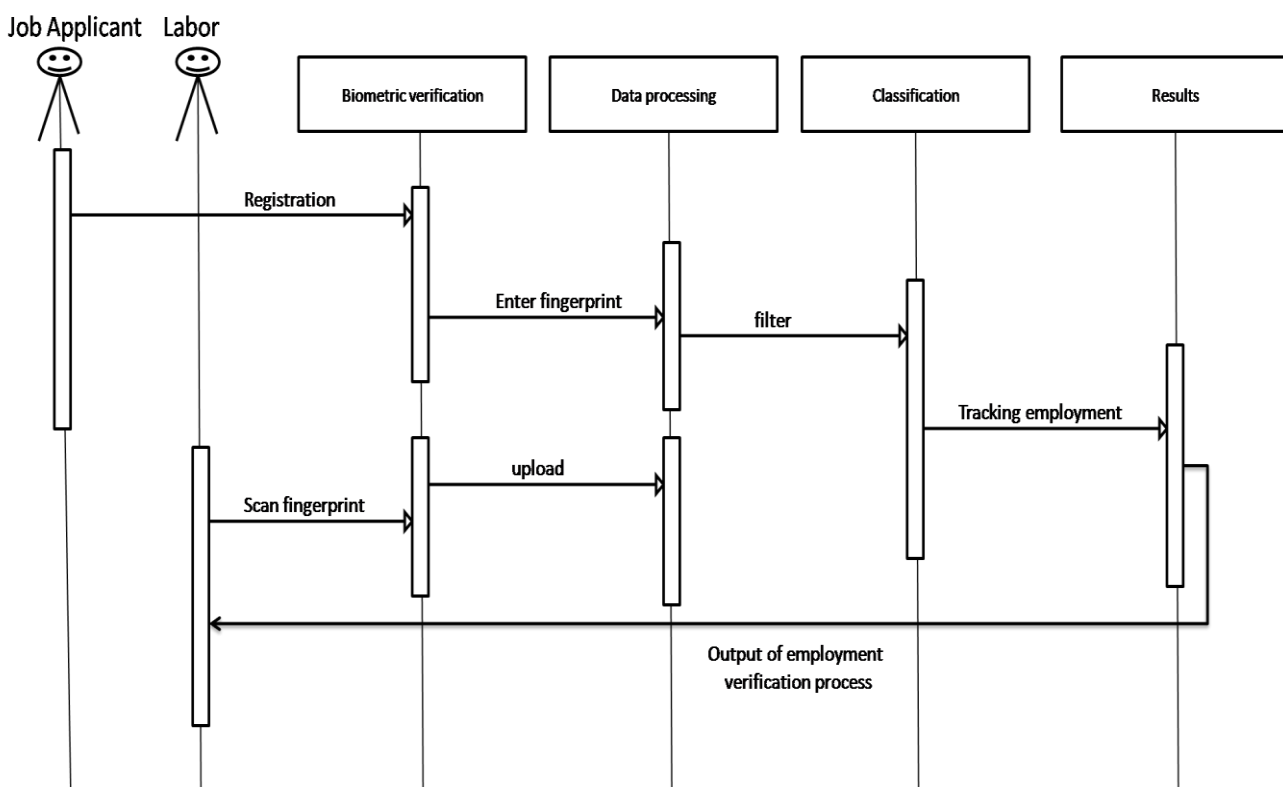 Job Applicant
Labor
Biometric verification
Data processing
Classification
Results
Registration
Enter fingerprint
filter
Tracking employment
upload
Scan fingerprint
Output of employment
verification process